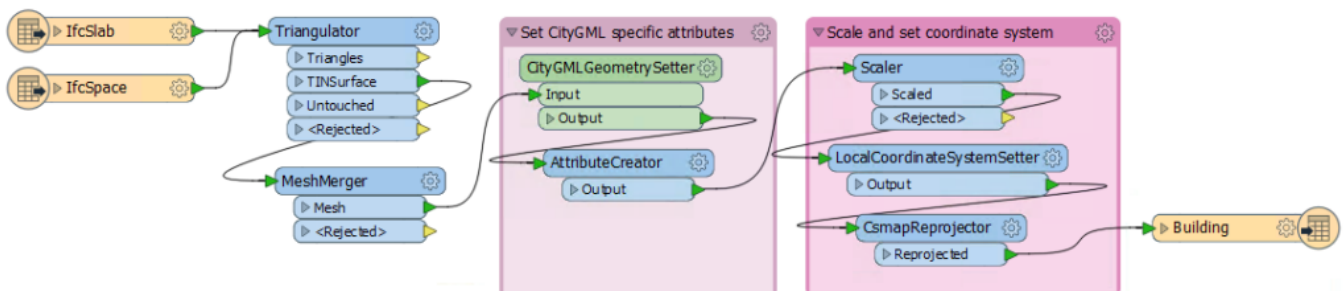 IfcSlab
IfcSpace
Triangulator
Triangles
TINSurface
Untouched
<Rejected>
MeshMerger
Mesh
<Rejected>
Set CityGML specific attributes
CityGMLGeometrySetter
Input
Output
AttributeCreator
Output
Scale and set coordinate system
Scaler
Scaled
<Rejected>
LocalCoordinateSystemSetter
Output
CsmapReprojector
Reprojected
Building